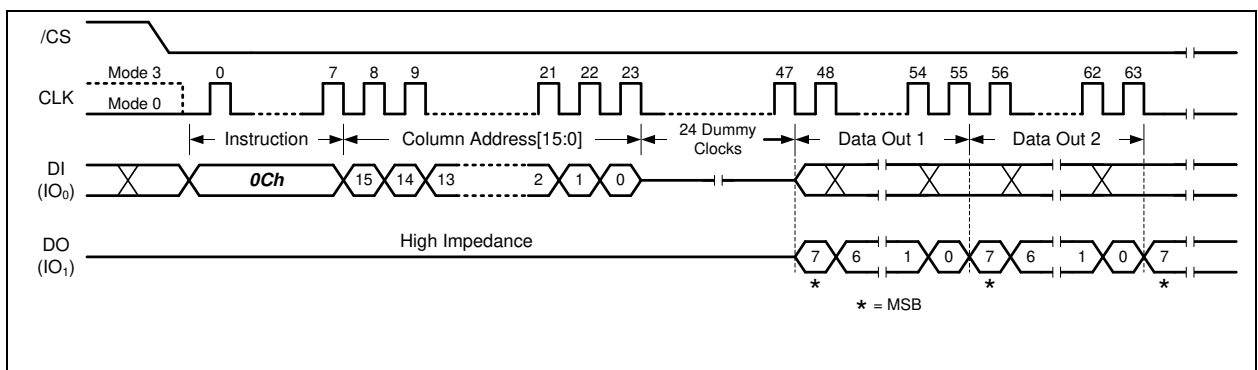 /CS
Mode 3 0 7 8 9 21 22 23 47 48 54 55 56 62 63
CLK
Mode 0
Instruction Column Address[15:0] 24 Dummy Clocks Data Out 1 Data Out 2
DI
(IO₀)
0Ch 15 14 13 2 1 0
DO
(IO₁)
High Impedance
7 6 1 0 7 6 1 0 7
* * *
* = MSB